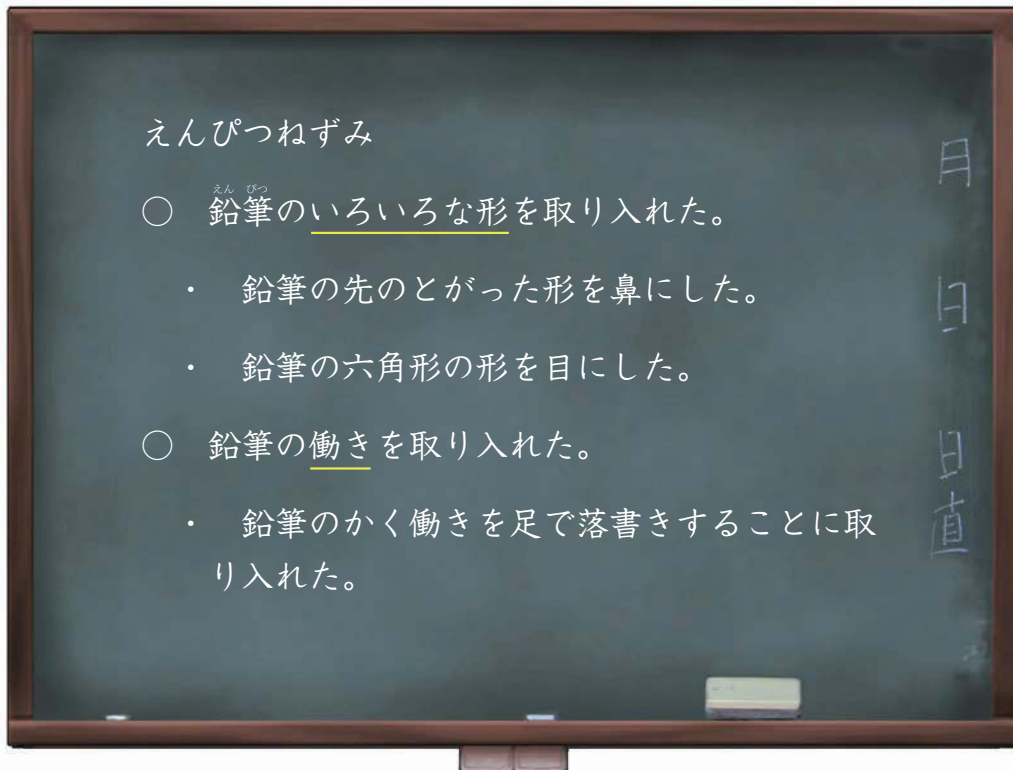 えんぴつねずみ
えん ぴつ
○ 鉛筆のいろいろな形を取り入れた。
・ 鉛筆の先のとがった形を鼻にした。
・ 鉛筆の六角形の形を目にした。
○ 鉛筆の働きを取り入れた。
・ 鉛筆のかく働きを足で落書きすることに取
り入れた。
月
日
日直